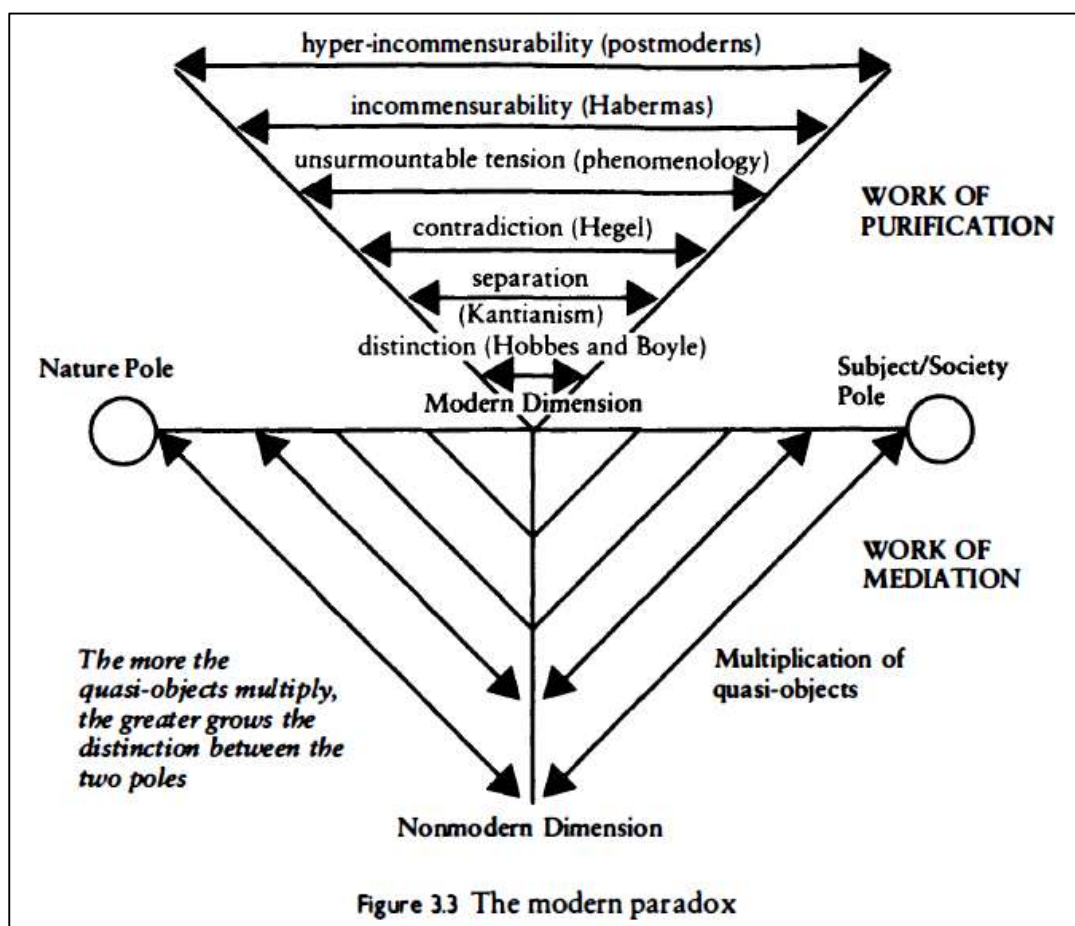 hyper-incommensurability (postmoderns)
incommensurability (Habermas)
unsurmountable tension (phenomenology)
WORK OF
PURIFICATION
contradiction (Hegel)
separation
(Kantianism)
distinction (Hobbes and Boyle)
Nature Pole
Subject/Society
Pole
Modern Dimension
WORK OF
MEDIATION
The more the
quasi-objects multiply,
the greater grows the
distinction between the
two poles
Multiplication of
quasi-objects
Nonmodern Dimension
Figure 3.3 The modern paradox